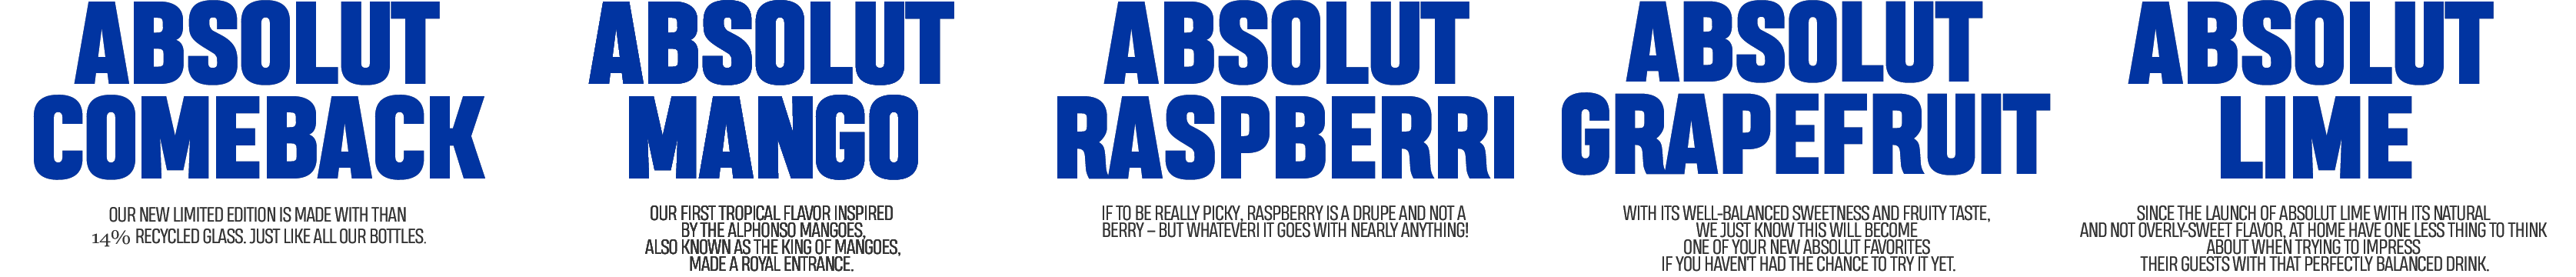 ABSOLUT
COMEBACK
OUR NEW LIMITED EDITION IS MADE WITH THAN
14% RECYCLED GLASS. JUST LIKE ALL OUR BOTTLES.
ABSOLUT
MANGO
OUR FIRST TROPICAL FLAVOR INSPIRED
BY THE ALPHONSO MANGOES,
ALSO KNOWN AS THE KING OF MANGOES,
MADE A ROYAL ENTRANCE.
ABSOLUT
RASPBERRI
IF TO BE REALLY PICKY, RASPBERRY IS A DRUPE AND NOT A
BERRY – BUT WHATEVERI IT GOES WITH NEARLY ANYTHING!
ABSOLUT
GRAPEFRUIT
WITH ITS WELL-BALANCED SWEETNESS AND FRUITY TASTE,
WE JUST KNOW THIS WILL BECOME
ONE OF YOUR NEW ABSOLUT FAVORITES
IF YOU HAVEN'T HAD THE CHANCE TO TRY IT YET.
ABSOLUT
LIME
SINCE THE LAUNCH OF ABSOLUT LIME WITH ITS NATURAL
AND NOT OVERLY-SWEET FLAVOR, AT HOME HAVE ONE LESS THING TO THINK
ABOUT WHEN TRYING TO IMPRESS
THEIR GUESTS WITH THAT PERFECTLY BALANCED DRINK.